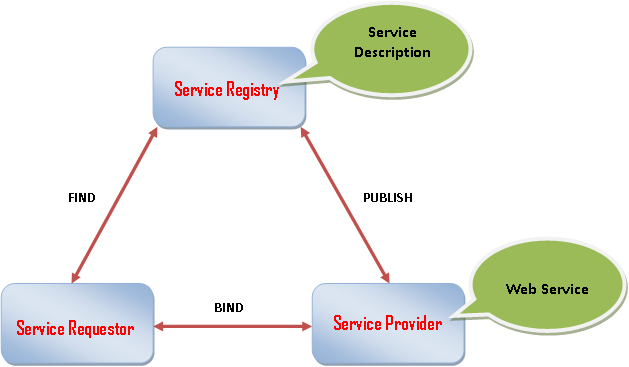 Service
Description
Service Registry
FIND
PUBLISH
Web Service
BIND
Service Requestor
Service Provider